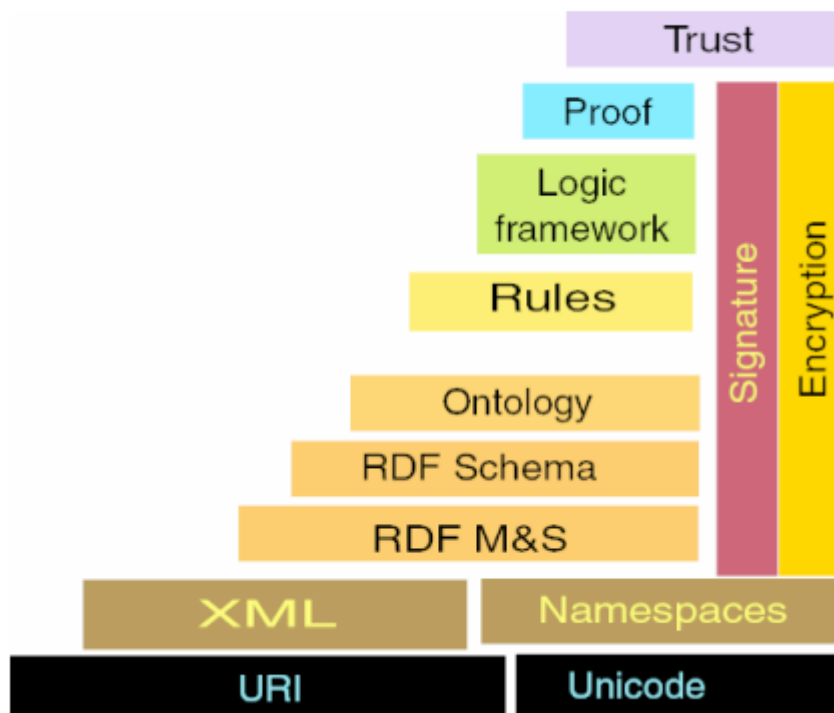 Trust
Proof
Logic
framework
Rules
Ontology
RDF Schema
RDF M&S
Signature
Encryption
XML
Namespaces
URI
Unicode